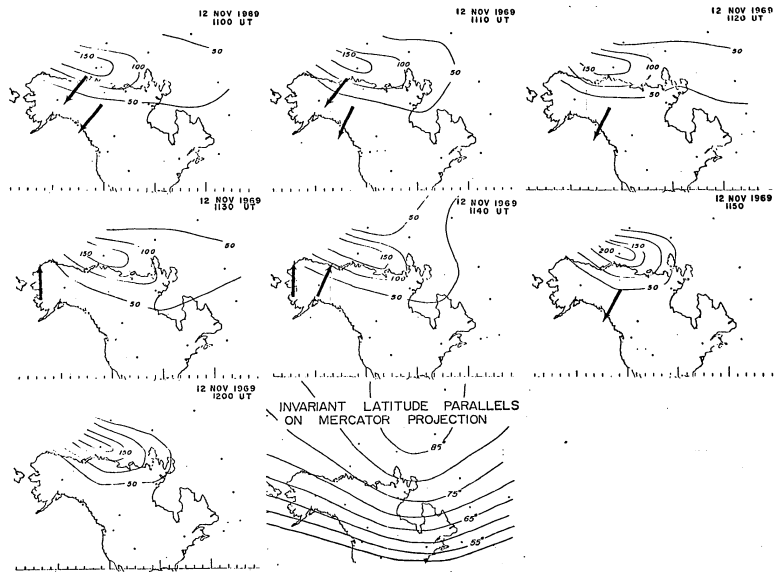 12 NOV 1969
1100 UT
50
150
100
50
12 NOV 1969
1110 UT
150
100
50
50
12 NOV 1969
1120 UT
150
100
50
50
12 NOV 1969
1130 UT
50
150
100
50
12 NOV 1969
1140 UT
50
150
100
50
12 NOV 1969
1150
200
150
50
12 NOV 1969
1200 UT
150
50
INVARIANT LATITUDE PARALLELS
ON MERCATOR PROJECTION
85°
75°
65°
55°